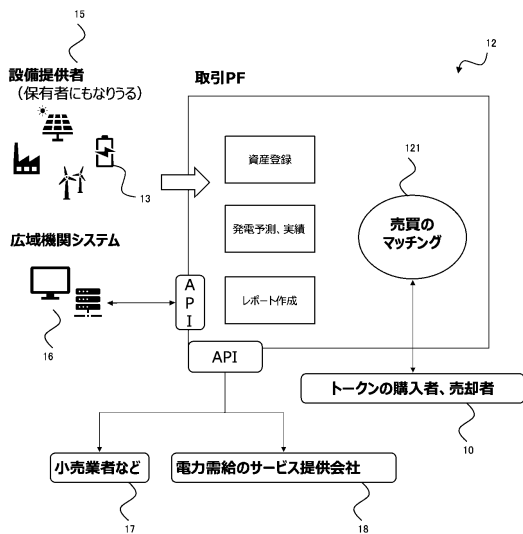 15
設備提供者
(保有者にもなりうる)
13
取引PF
12
資産登録
121
発電予測、実績
売買の
マッチング
広域機関システム
レポート作成
API
16
API
トークンの購入者、売却者
10
小売業者など
電力需給のサービス提供会社
17
18